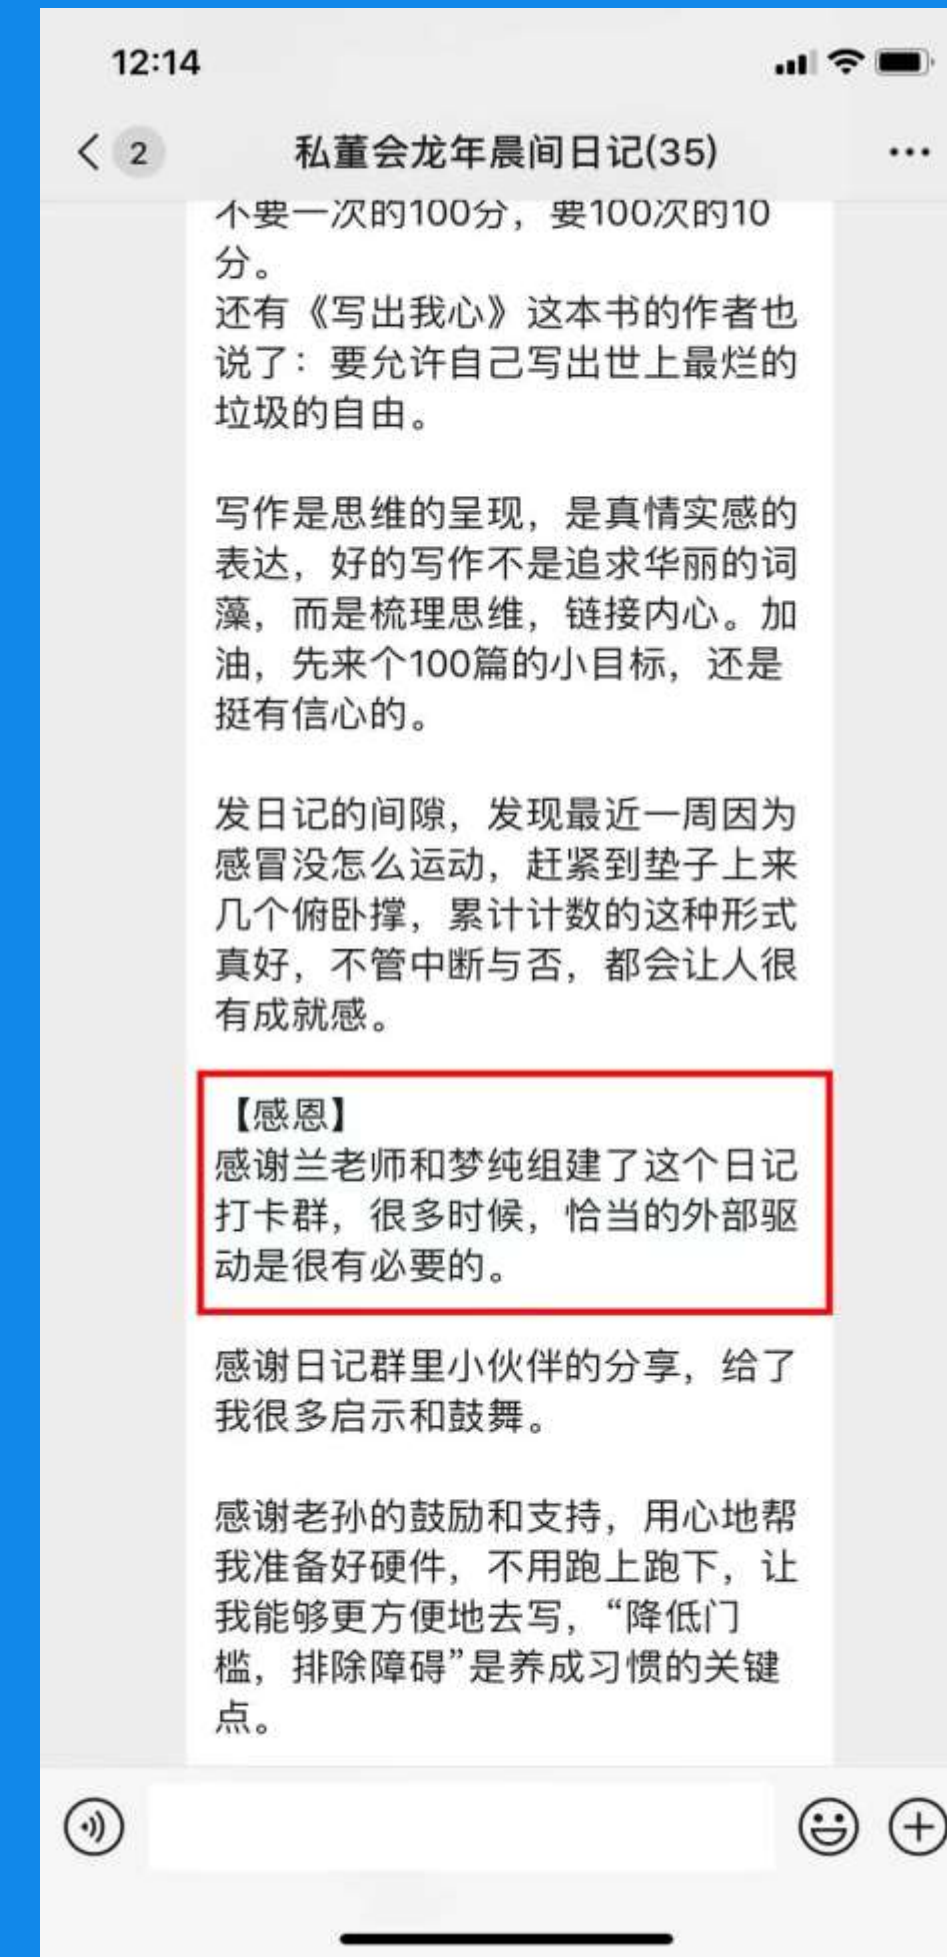 12:14
2
私董会龙年晨间日记(35)
不要一次的100分，要100次的10
分。
还有《写出我心》这本书的作者也
说了：要允许自己写出世上最烂的
垃圾的自由。
写作是思维的呈现，是真情实感的
表达，好的写作不是追求华丽的词
藻，而是梳理思维，链接内心。加
油，先来个100篇的小目标，还是
挺有信心的。
发日记的间隙，发现最近一周因为
感冒没怎么运动，赶紧到垫子上来
几个俯卧撑，累计计数的这种形式
真好，不管中断与否，都会让人很
有成就感。
【感恩】
感谢兰老师和梦纯组建了这个日记
打卡群，很多时候，恰当的外部驱
动是很有必要的。
感谢日记群里小伙伴的分享，给了
我很多启示和鼓舞。
感谢老孙的鼓励和支持，用心地帮
我准备好硬件，不用跑上跑下，让
我能够更方便地去写，“降低门
槛，排除障碍”是养成习惯的关键
点。